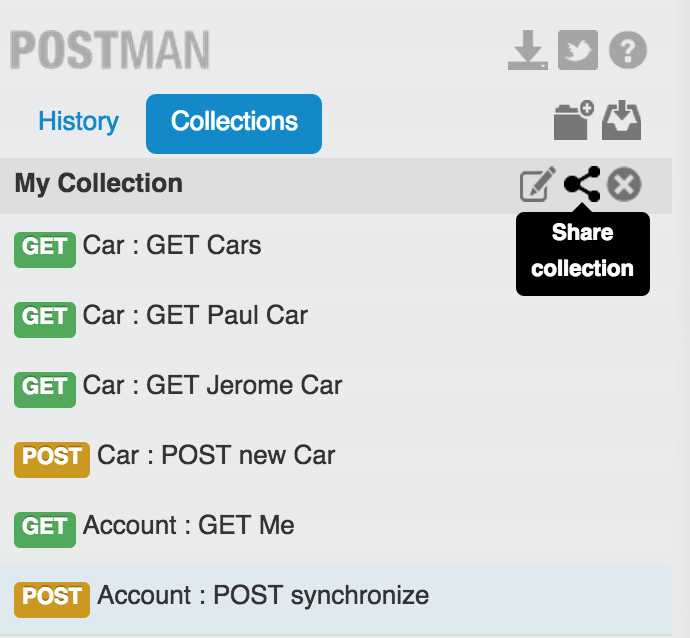 POSTMAN
?
History Collections
My Collection
Share
collection
GET Car : GET Cars
GET Car : GET Paul Car
GET Car : GET Jerome Car
POST Car : POST new Car
GET Account : GET Me
POST Account : POST synchronize